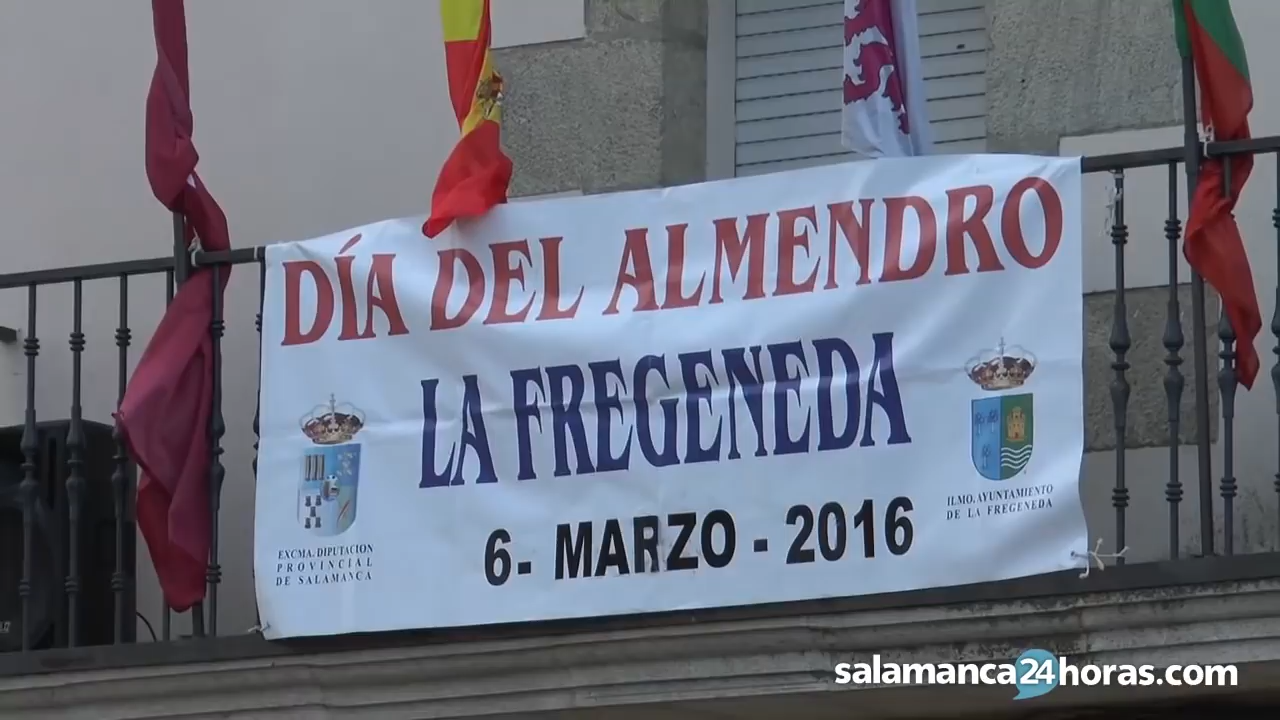 DÍA DEL ALMENDRO
LA FREGENEDA
6- MARZO - 2016
EXCMA. DIPUTACION
PROVINCIAL
DE SALAMANCA
ILMO. AYUNTAMIENTO
DE LA FREGENEDA
salamanca24horas.com